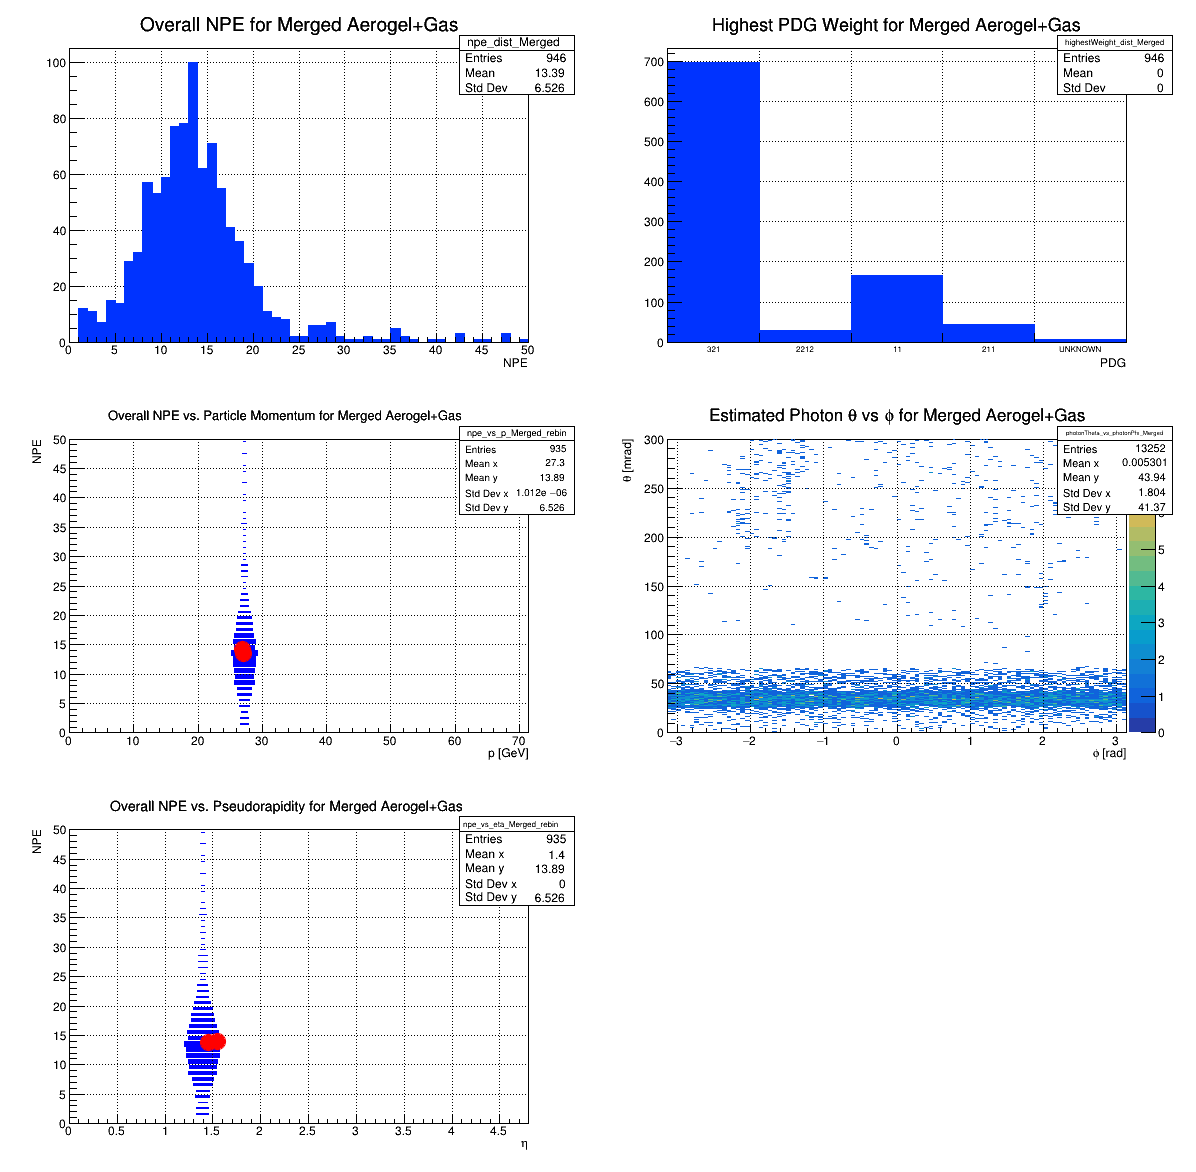 Overall NPE for Merged Aerogel+Gas
npe_dist_Merged
Entries 946
Mean 13.39
Std Dev 6.526
100
80
60
40
20
0
0 5 10 15 20 25 30 35 40 45 50
NPE
Highest PDG Weight for Merged Aerogel+Gas
highestWeight_dist_Merged
Entries 946
Mean 0
Std Dev 0
700
600
500
400
300
200
100
0
321 2212 11 211 UNKNOWN
PDG
Overall NPE vs. Particle Momentum for Merged Aerogel+Gas
npe_vs_p_Merged_rebin
Entries 935
Mean x 27.3
Mean y 13.89
Std Dev x 1.012e −06
Std Dev y 6.526
NPE
50
45
40
35
30
25
20
15
10
5
0
0 10 20 30 40 50 60 70
p [GeV]
Estimated Photon θ vs ϕ for Merged Aerogel+Gas
photonTheta_vs_photonPhi_Merged
Entries 13252
Mean x 0.005301
Mean y 43.94
Std Dev x 1.804
Std Dev y 41.37
θ [mrad]
300
250
200
150
100
50
0
−3 −2 −1 0 1 2 3
ϕ [rad]
5
4
3
2
1
0
Overall NPE vs. Pseudorapidity for Merged Aerogel+Gas
npe_vs_eta_Merged_rebin
Entries 935
Mean x 1.4
Mean y 13.89
Std Dev x 0
Std Dev y 6.526
NPE
50
45
40
35
30
25
20
15
10
5
0
0 0.5 1 1.5 2 2.5 3 3.5 4 4.5
η